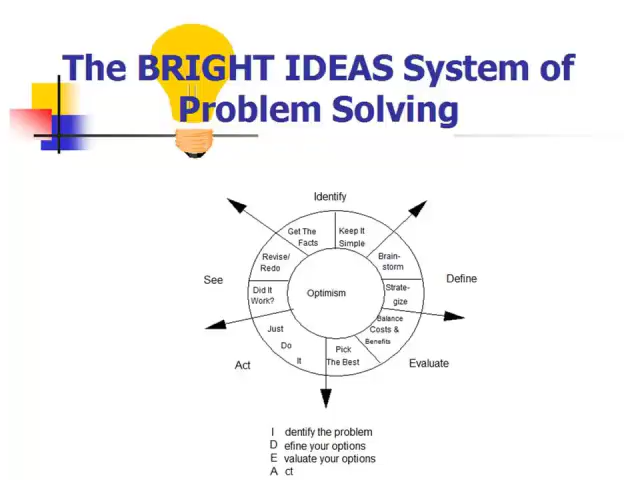 The BRIGHT IDEAS System of
Problem Solving
Identify
Get The
Facts
Keep It
Simple
Revise/
Redo
Brain-
storm
See
Define
Did It
Work?
Optimism
Strate-
gize
Balance
Costs &
Benefits
Just
Do
It
Pick
The Best
Act
Evaluate
I dentify the problem
D efine your options
E valuate your options
A ct